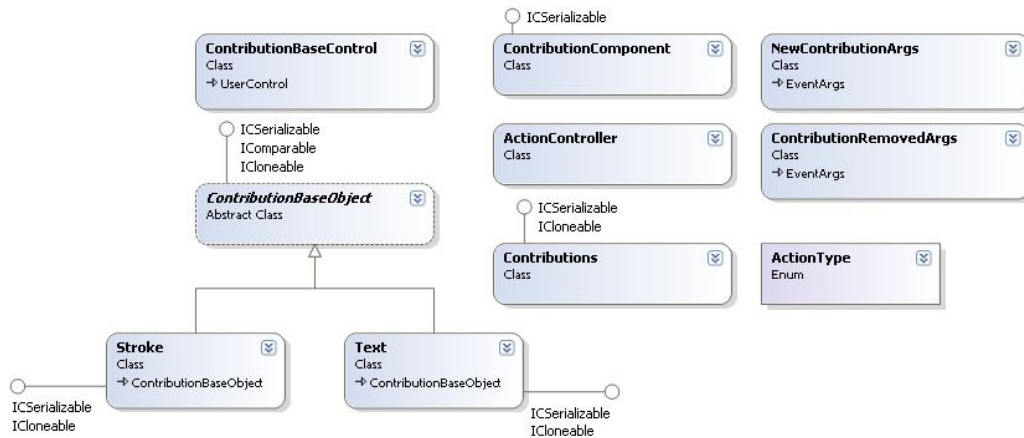 ICSerializable
ContributionBaseControl
Class
UserControl
ContributionComponent
Class
NewContributionArgs
Class
EventArgs
ICSerializable
IComparable
ICloneable
ActionController
Class
ContributionRemovedArgs
Class
EventArgs
ContributionBaseObject
Abstract Class
ICSerializable
ICloneable
Contributions
Class
ActionType
Enum
Stroke
Class
ContributionBaseObject
Text
Class
ContributionBaseObject
ICSerializable
ICloneable
ICSerializable
ICloneable